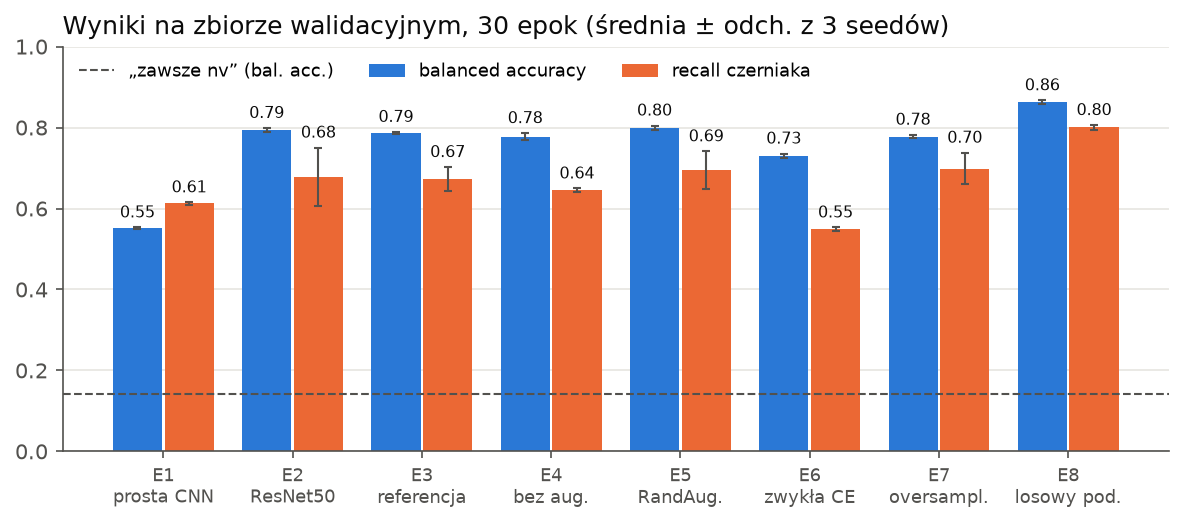 Wyniki na zbiorze walidacyjnym, 30 epok (średnia ± odch. z 3 seedów)
1.0
„zawsze nv” (bal. acc.) balanced accuracy recall czerniaka
0.8
0.6
0.4
0.2
0.0
0.55 0.61
0.79 0.68
0.79 0.67
0.78 0.64
0.80 0.69
0.73 0.55
0.78 0.70
0.86 0.80
E1
prosta CNN
E2
ResNet50
E3
referencja
E4
bez aug.
E5
RandAug.
E6
zwykła CE
E7
oversampl.
E8
losowy pod.